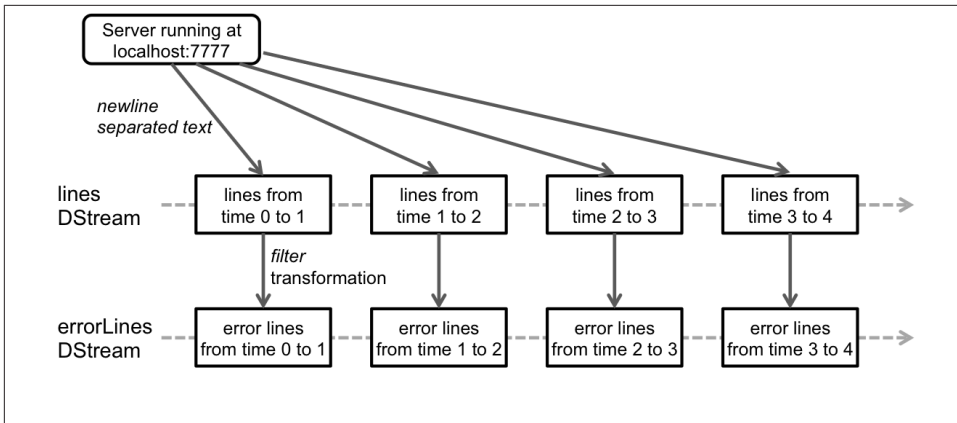 Server running at
localhost:7777
newline
separated text
lines
DStream
lines from
time 0 to 1
lines from
time 1 to 2
lines from
time 2 to 3
lines from
time 3 to 4
filter
transformation
errorLines
DStream
error lines
from time 0 to 1
error lines
from time 1 to 2
error lines
from time 2 to 3
error lines
from time 3 to 4